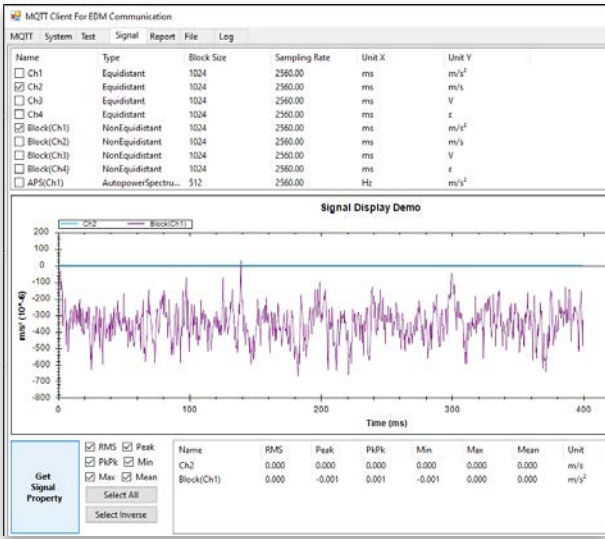 MQTT Client For EDM Communication
MQTT System Test Signal Report File Log
Name Type Block Size Sampling Rate Unit X Unit Y
Ch1 Equidistant 1024 2560.00 ms m/s²
Ch2 Equidistant 1024 2560.00 ms m/s
Ch3 Equidistant 1024 2560.00 ms V
Ch4 Equidistant 1024 2560.00 ms ε
Block(Ch1) NonEquidistant 1024 2560.00 ms m/s²
Block(Ch2) NonEquidistant 1024 2560.00 ms m/s
Block(Ch3) NonEquidistant 1024 2560.00 ms V
Block(Ch4) NonEquidistant 1024 2560.00 ms ε
APS(Ch1) AutopowerSpectru... 512 2560.00 Hz m/s²
Signal Display Demo
Ch2 Block(Ch1)
200
100
0
-100
-200
-300
-400
-500
-600
-700
-800
m/s² (10^-6)
0 100 200 300 400
Time (ms)
Get
Signal
Property
RMS Peak
PkPk Min
Max Mean
Select All
Select Inverse
Name RMS Peak PkPk Min Max Mean Unit
Ch2 0.000 0.000 0.000 0.000 0.000 0.000 m/s
Block(Ch1) 0.000 -0.001 0.001 -0.001 0.000 0.000 m/s²